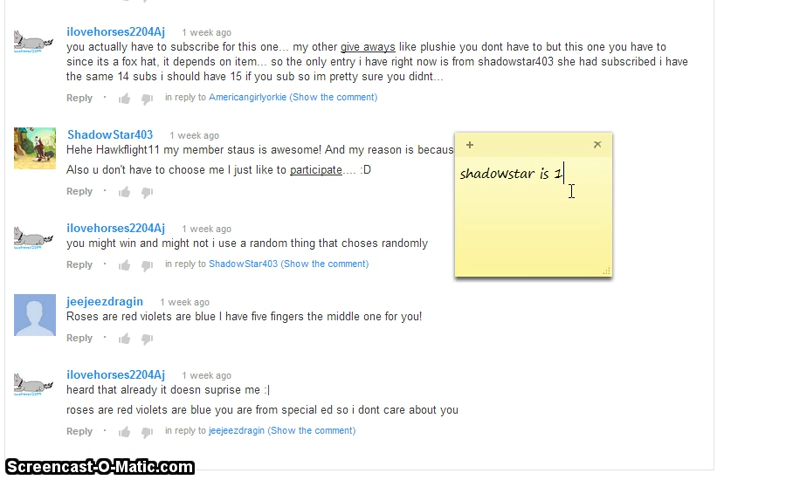 ilovehorses2204Aj 1 week ago
you actually have to subscribe for this one... my other give aways like plushie you dont have to but this one you have to
since its a fox hat, it depends on item... so the only entry i have right now is from shadowstar403 she had subscribed i have
the same 14 subs i should have 15 if you sub so im pretty sure you didnt...
Reply · in reply to Americangirlyorkie (Show the comment)
ShadowStar403 1 week ago
Hehe Hawkflight11 my member staus is awesome! And my reason is becaus
Also u don't have to choose me I just like to participate.... :D
Reply ·
+ ×
shadowstar is 1
ilovehorses2204Aj 1 week ago
you might win and might not i use a random thing that choses randomly
Reply · in reply to ShadowStar403 (Show the comment)
jeejeezdragin 1 week ago
Roses are red violets are blue I have five fingers the middle one for you!
Reply ·
ilovehorses2204Aj 1 week ago
heard that already it doesn suprise me :|
roses are red violets are blue you are from special ed so i dont care about you
Reply · in reply to jeejeezdragin (Show the comment)
Screencast-O-Matic.com